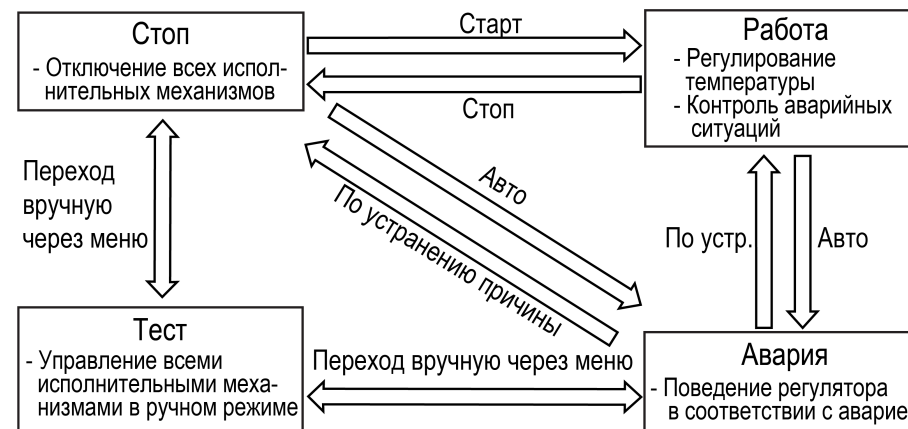 Стоп
- Отключение всех испол-
нительных механизмов
Старт
Стоп
Работа
- Регулирование
температуры
- Контроль аварийных
ситуаций
Переход
вручную
через меню
Авто
По устранению причины
По устр.
Авто
Тест
- Управление всеми
исполнительными меха-
низмами в ручном режиме
Переход вручную через меню
Авария
- Поведение регулятора
в соответствии с аварие